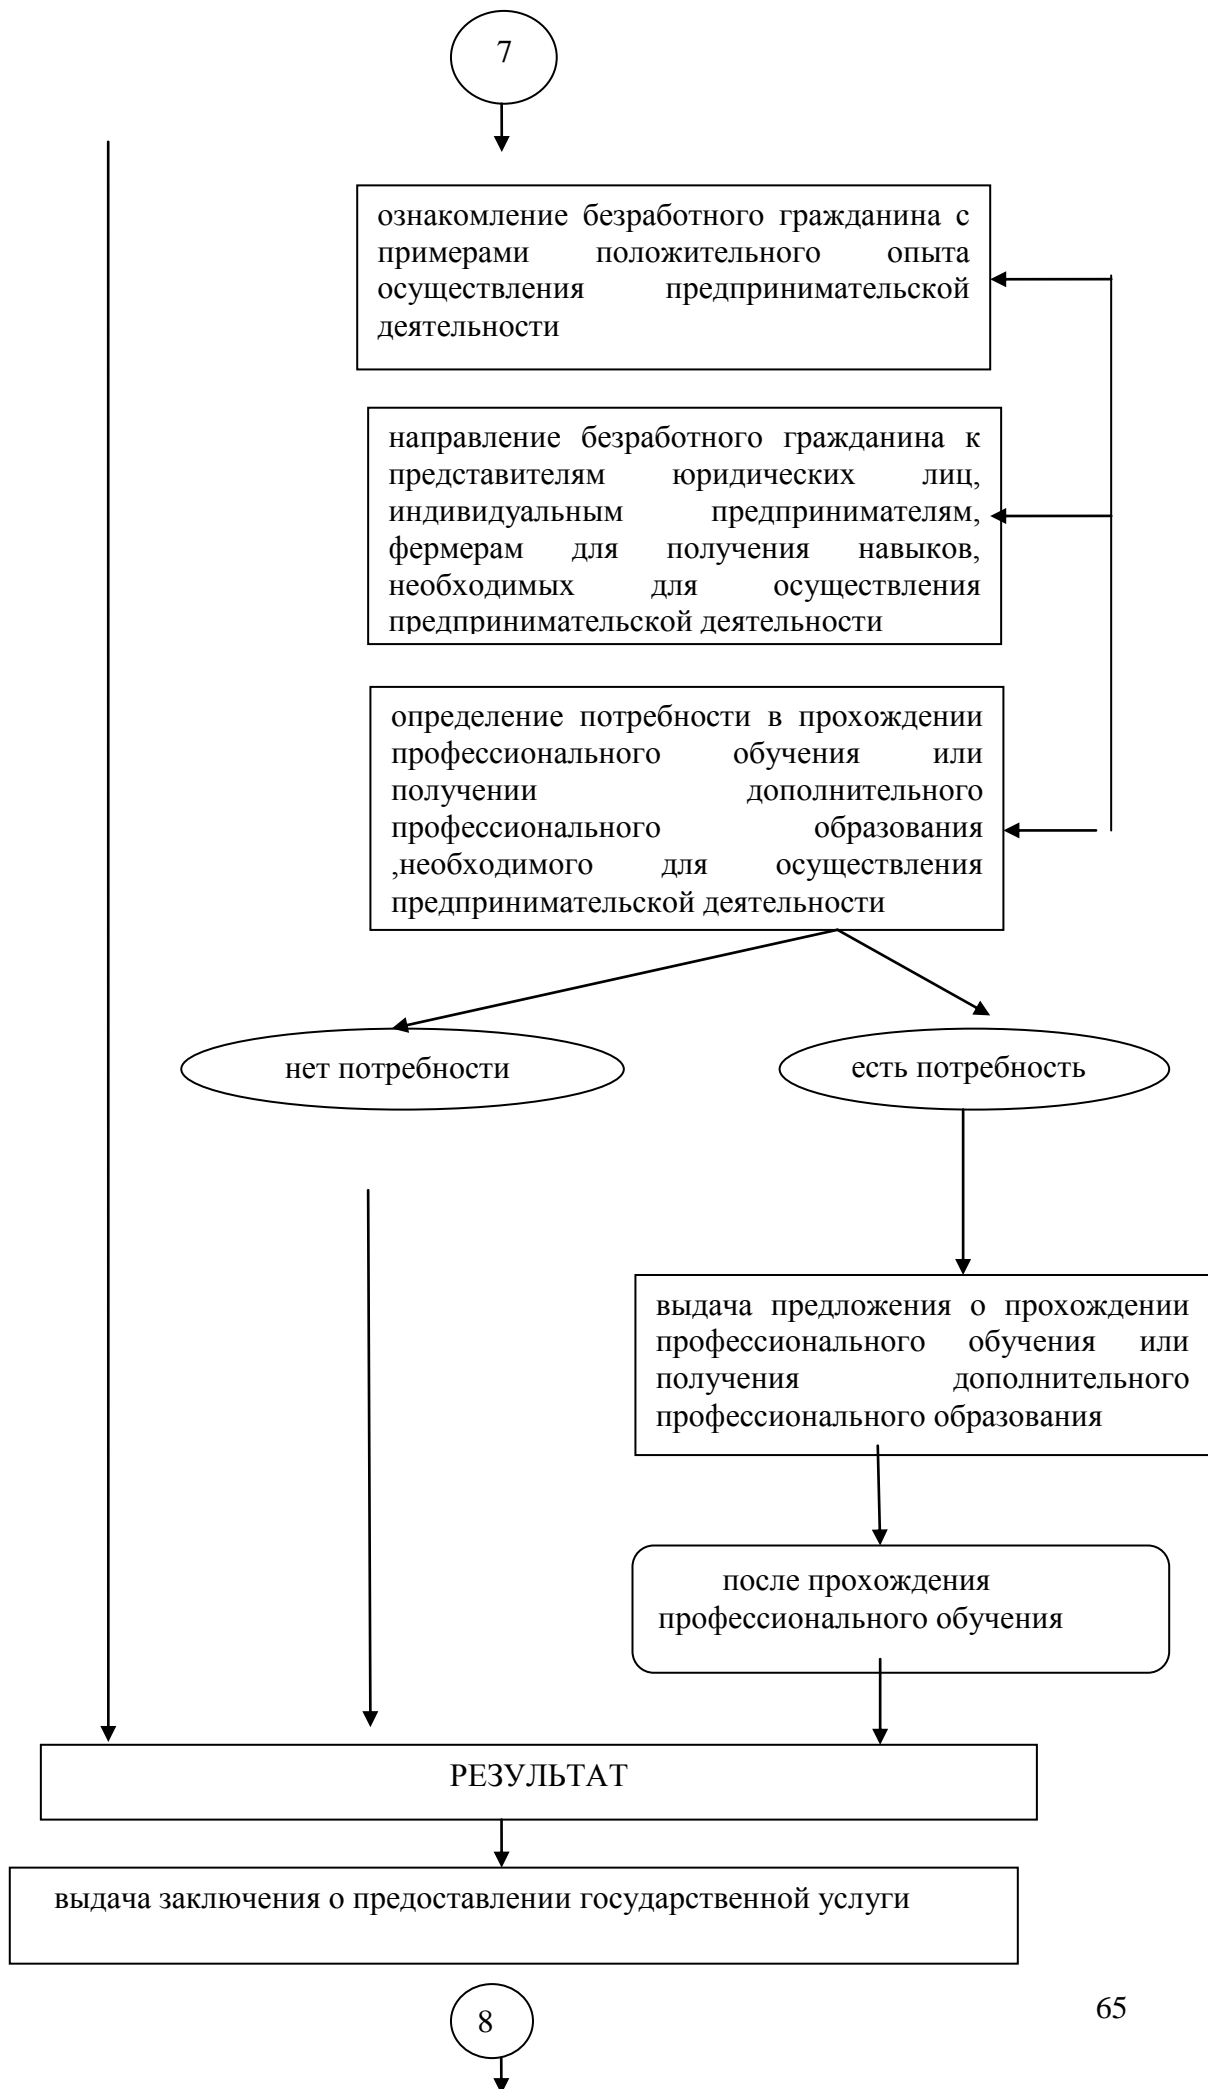 7
ознакомление безработного гражданина с
примерами положительного опыта
осуществления предпринимательской
деятельности
направление безработного гражданина к
представителям юридических лиц,
индивидуальным предпринимателям,
фермерам для получения навыков,
необходимых для осуществления
предпринимательской деятельности
определение потребности в прохождении
профессионального обучения или
получении дополнительного
профессионального образования
,необходимого для осуществления
предпринимательской деятельности
нет потребности
есть потребность
выдача предложения о прохождении
профессионального обучения или
получения дополнительного
профессионального образования
после прохождения
профессионального обучения
РЕЗУЛЬТАТ
выдача заключения о предоставлении государственной услуги
8
65